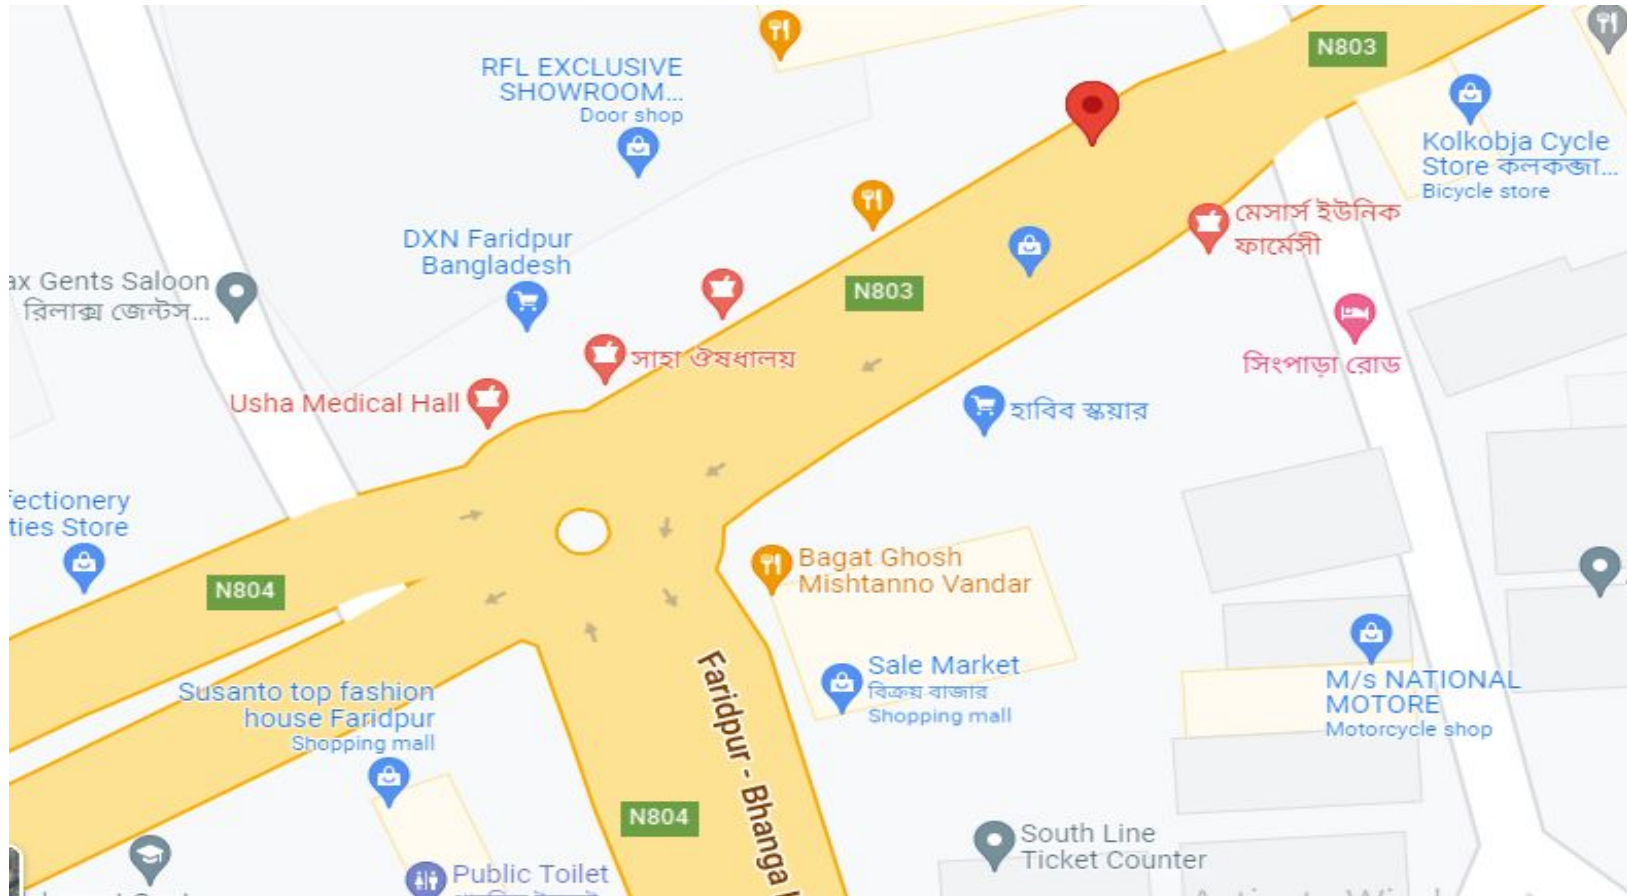 N803
RFL EXCLUSIVE
SHOWROOM...
Door shop
Kolkobja Cycle
Store কলকব্জা...
Bicycle store
মেসার্স ইউনিক
ফার্মেসী
DXN Faridpur
Bangladesh
ax Gents Saloon
রিলাক্স জেন্টস...
N803
সাহা ঔষধালয়
সিংপাড়া রোড
Usha Medical Hall
হাবিব স্কয়ার
fectionery
ties Store
Bagat Ghosh
Mishtanno Vandar
N804
Sale Market
বিক্রয় বাজার
Shopping mall
Susanto top fashion
house Faridpur
Shopping mall
M/s NATIONAL
MOTORE
Motorcycle shop
Faridpur - Bhanga
N804
South Line
Ticket Counter
Public Toilet